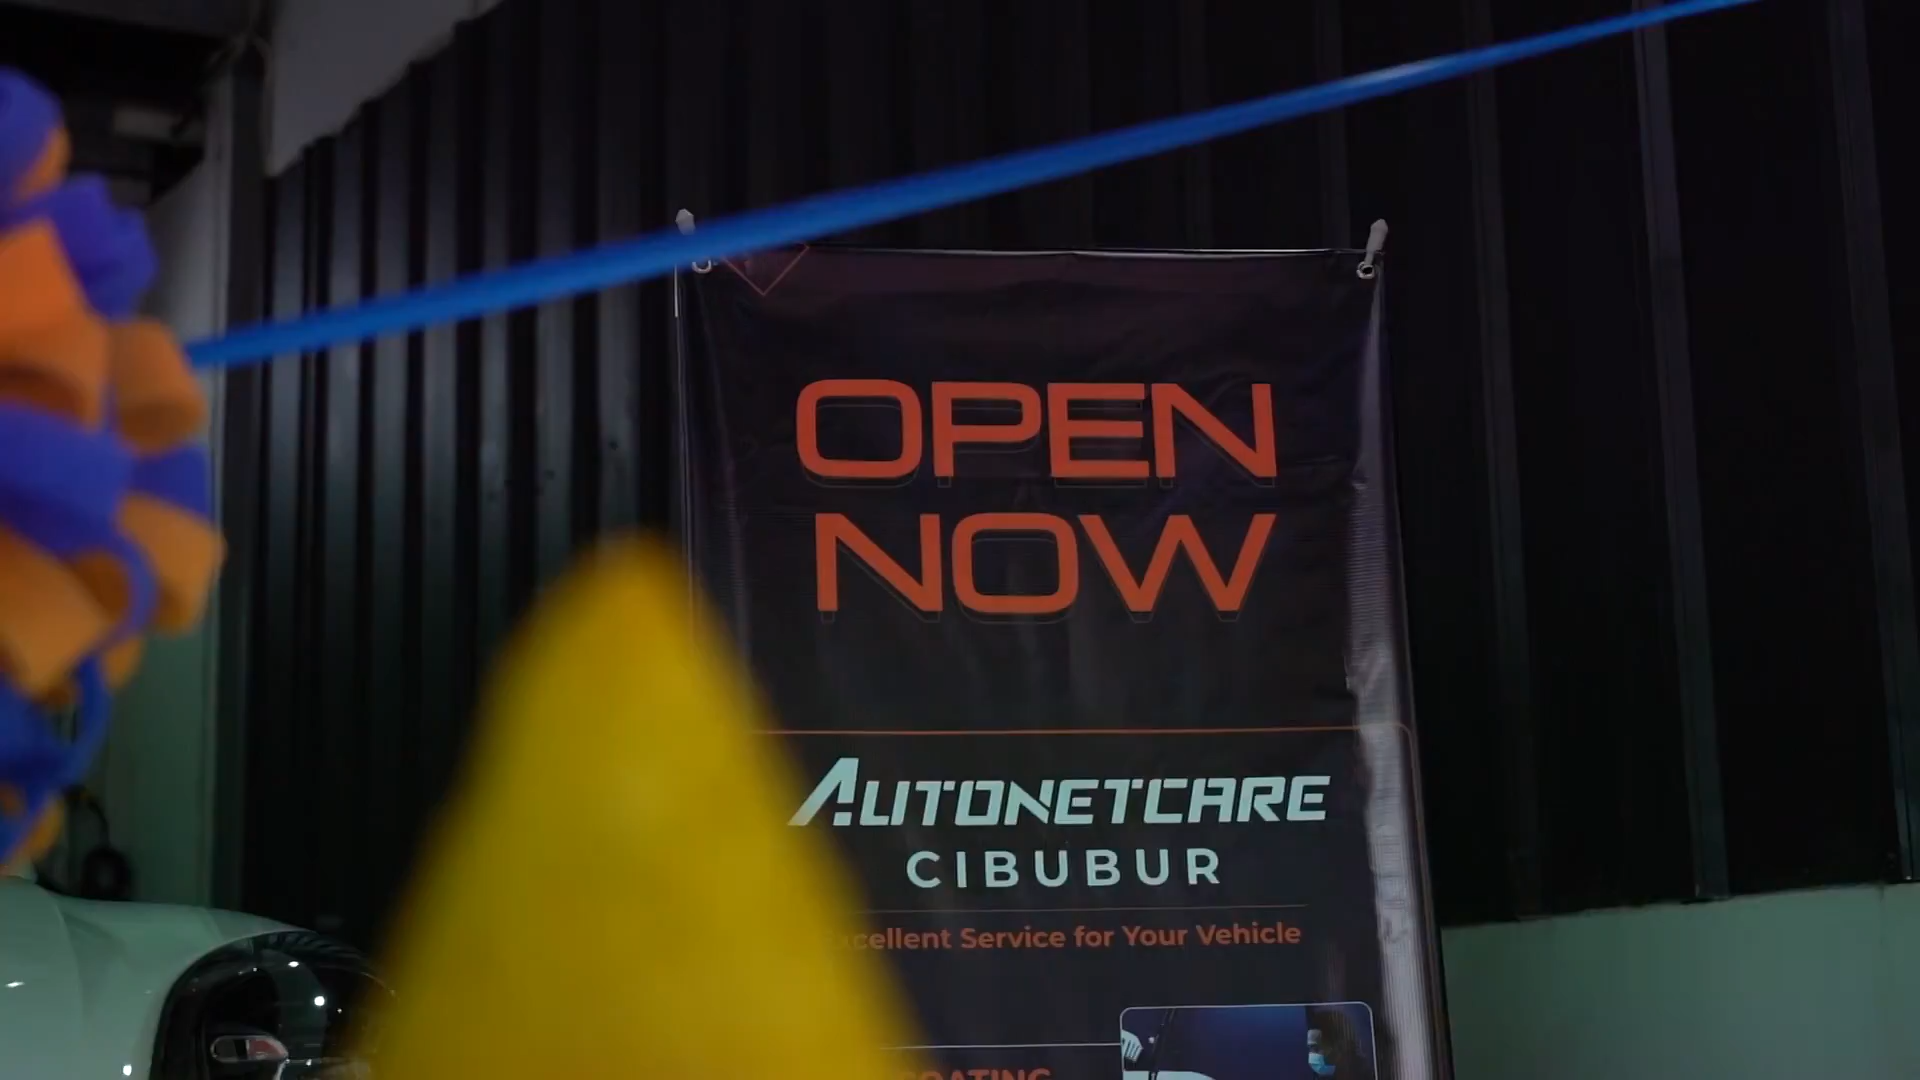 OPEN
NOW
AUTONETCARE
CIBUBUR
Service for Your Vehicle